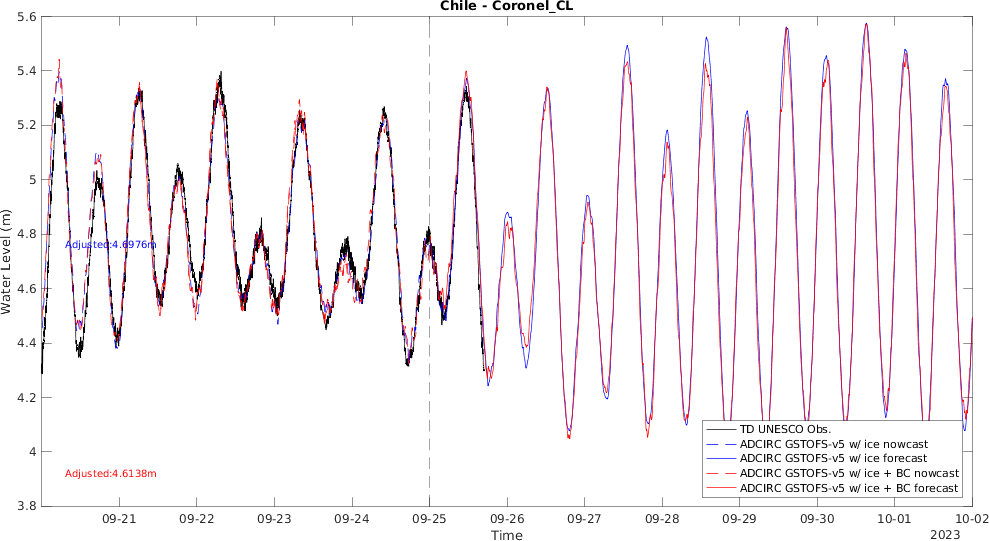 Chile - Coronel_CL
Water Level (m)
5.6
5.4
5.2
5
4.8
4.6
4.4
4.2
4
3.8
Adjusted:4.6976m
Adjusted:4.6138m
TD UNESCO Obs.
ADCIRC GSTOFS-v5 w/ ice nowcast
ADCIRC GSTOFS-v5 w/ ice forecast
ADCIRC GSTOFS-v5 w/ ice + BC nowcast
ADCIRC GSTOFS-v5 w/ ice + BC forecast
09-21 09-22 09-23 09-24 09-25 09-26 09-27 09-28 09-29 09-30 10-01 10-02
Time
2023